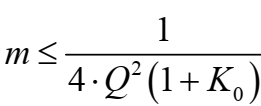 m ≤ 1 / (4 · Q² (1 + K₀))